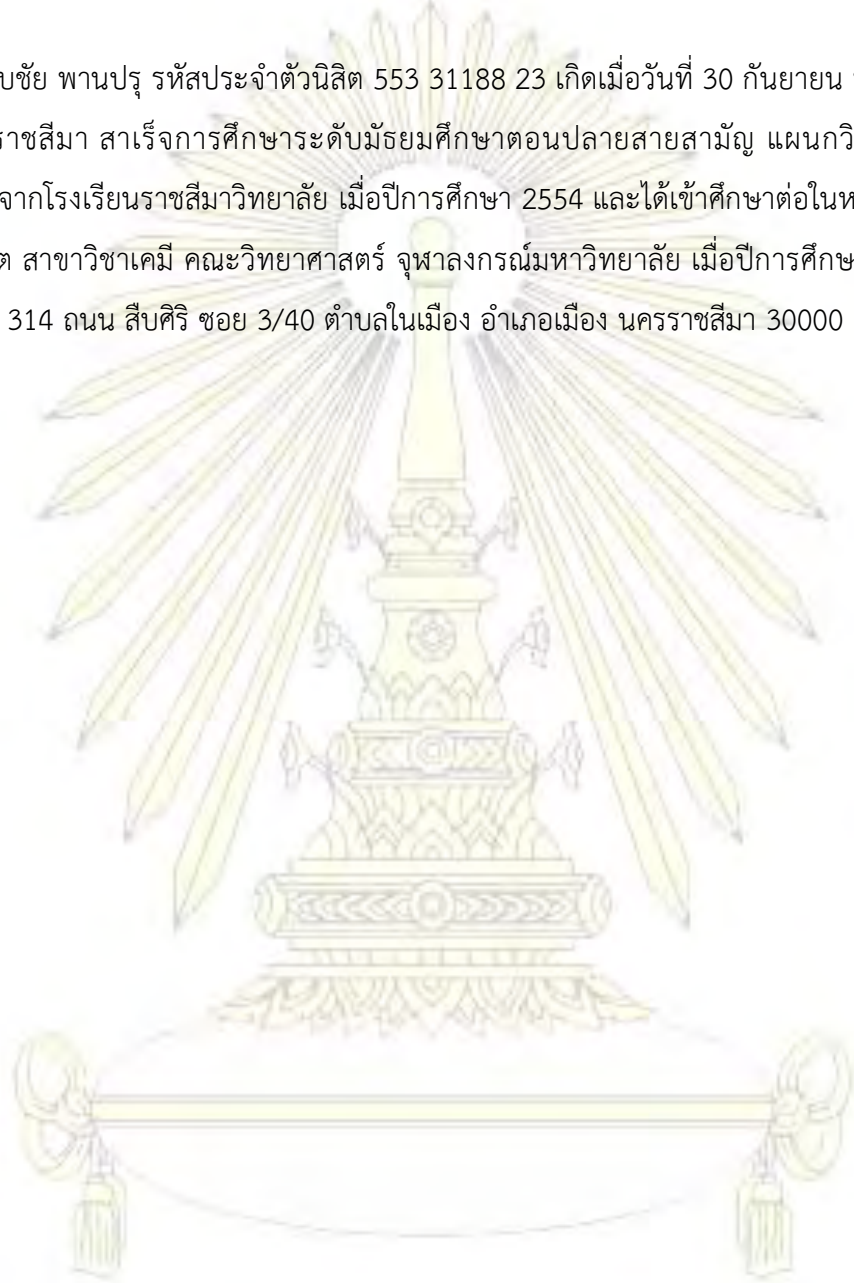 บชัย พานปรุ รหัสประจำตัวนิสิต 553 31188 23 เกิดเมื่อวันที่ 30 กันยายน
ราชสีมา สาเร็จการศึกษาระดับมัธยมศึกษาตอนปลายสายสามัญ แผนกวิ
จากโรงเรียนราชสีมาวิทยาลัย เมื่อปีการศึกษา 2554 และได้เข้าศึกษาต่อในห
ต สาขาวิชาเคมี คณะวิทยาศาสตร์ จุฬาลงกรณ์มหาวิทยาลัย เมื่อปีการศึกษ
314 ถนน สืบศิริ ซอย 3/40 ตำบลในเมือง อำเภอเมือง นครราชสีมา 30000